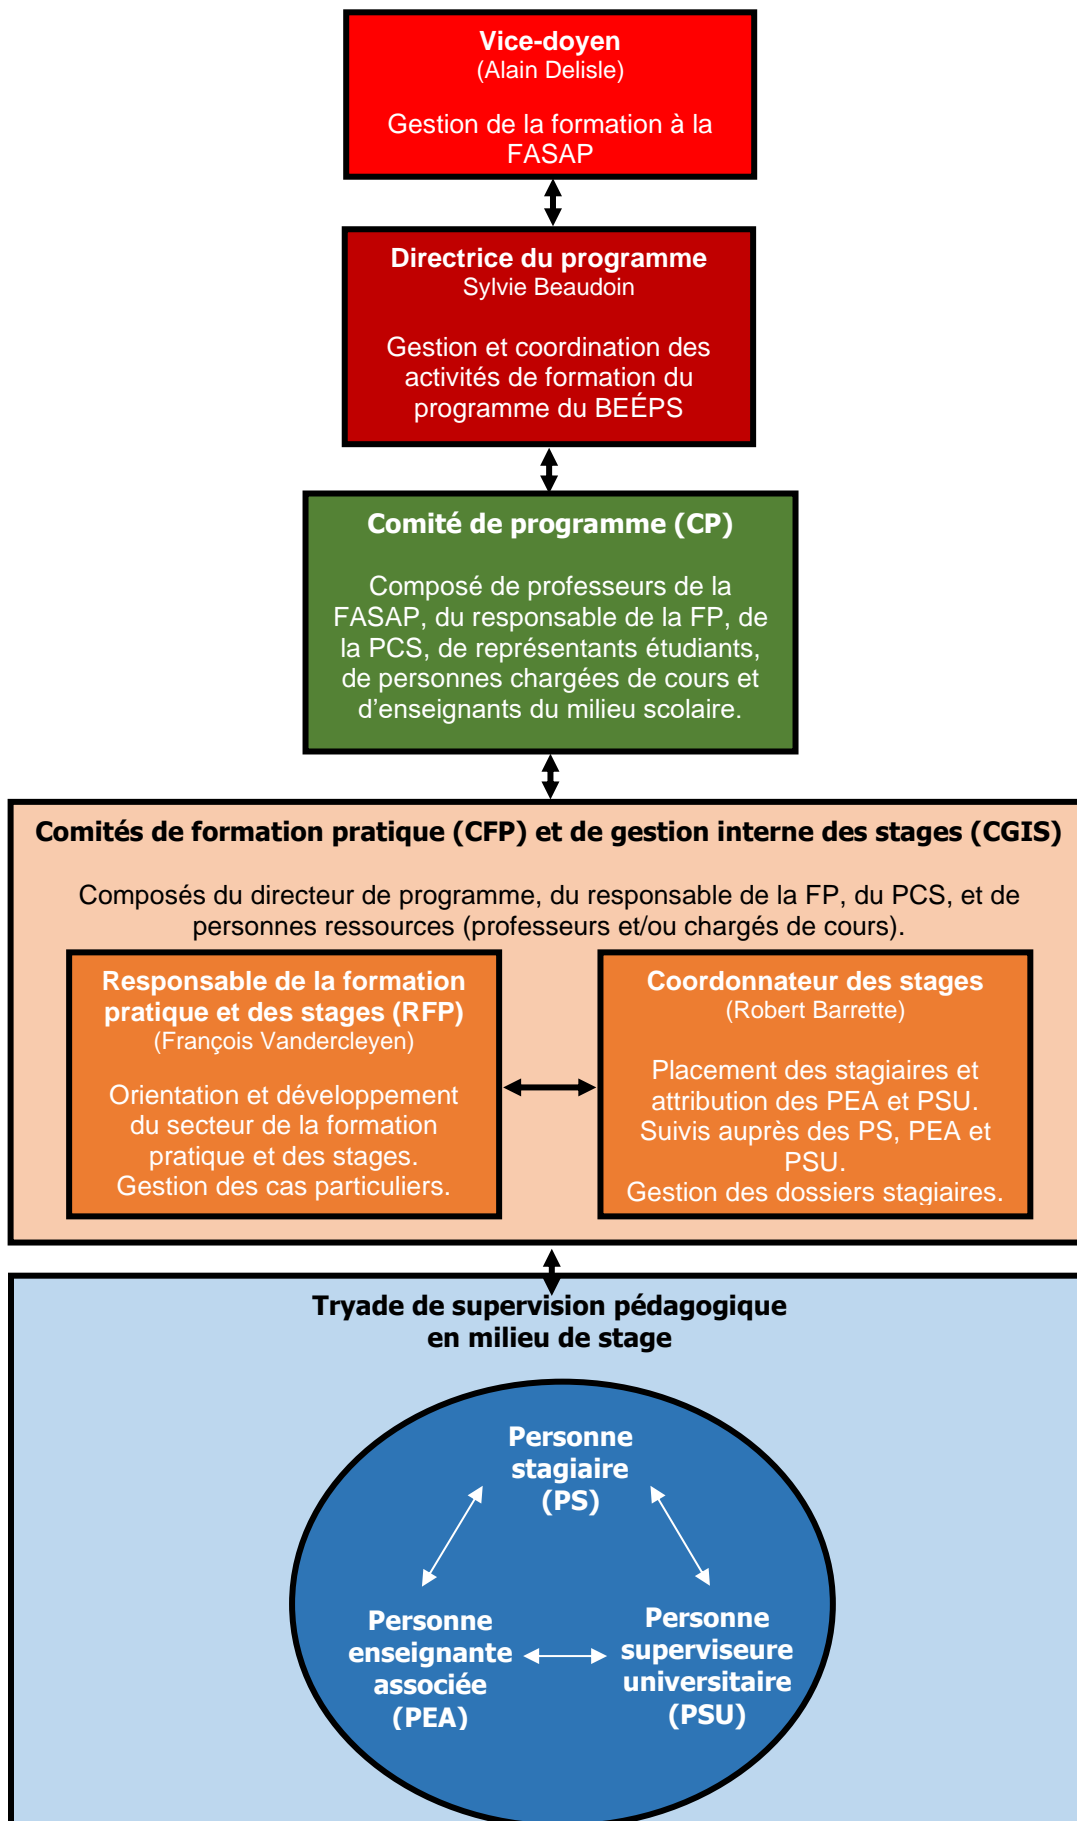 Vice-doyen
(Alain Delisle)
Gestion de la formation à la
FASAP
Directrice du programme
Sylvie Beaudoin
Gestion et coordination des
activités de formation du
programme du BEÉPS
Comité de programme (CP)
Composé de professeurs de la
FASAP, du responsable de la FP, de
la PCS, de représentants étudiants,
de personnes chargées de cours et
d’enseignants du milieu scolaire.
Comités de formation pratique (CFP) et de gestion interne des stages (CGIS)
Composés du directeur de programme, du responsable de la FP, du PCS, et de
personnes ressources (professeurs et/ou chargés de cours).
Responsable de la formation
pratique et des stages (RFP)
(François Vandercleyen)
Orientation et développement
du secteur de la formation
pratique et des stages.
Gestion des cas particuliers.
Coordonnateur des stages
(Robert Barrette)
Placement des stagiaires et
attribution des PEA et PSU.
Suivis auprès des PS, PEA et
PSU.
Gestion des dossiers stagiaires.
Tryade de supervision pédagogique
en milieu de stage
Personne
stagiaire
(PS)
Personne
enseignante
associée
(PEA)
Personne
superviseure
universitaire
(PSU)